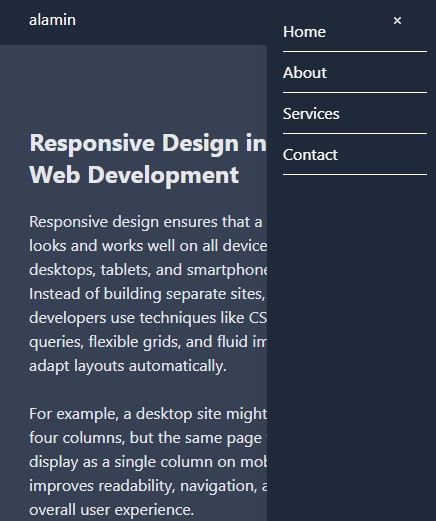 alamin
×
Home
About
Services
Contact
Responsive Design in
Web Development
Responsive design ensures that a
looks and works well on all device
desktops, tablets, and smartphone
Instead of building separate sites,
developers use techniques like CS
queries, flexible grids, and fluid im
adapt layouts automatically.
For example, a desktop site might
four columns, but the same page
display as a single column on mob
improves readability, navigation, a
overall user experience.